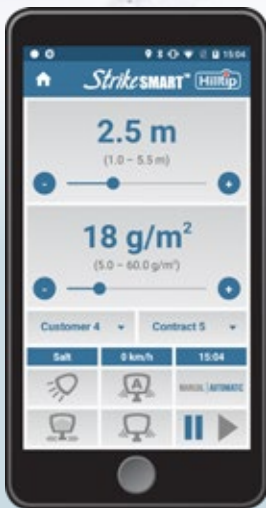 15:04
StrikeSMART™ Hilltip
2.5 m
(1.0 – 5.5 m)
- +
18 g/m²
(5.0 – 60.0 g/m²)
- +
Customer 4 Contract 5
Salt 0 km/h 15:04
A MANUAL | AUTOMATIC